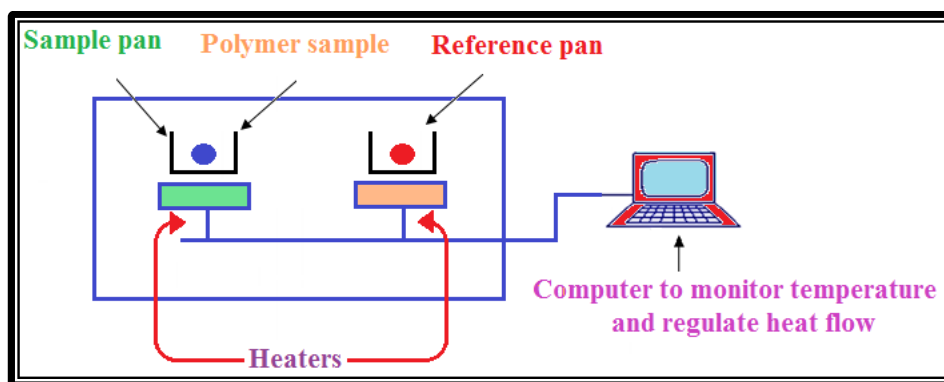 Sample pan
Polymer sample
Reference pan
Computer to monitor temperature
and regulate heat flow
Heaters